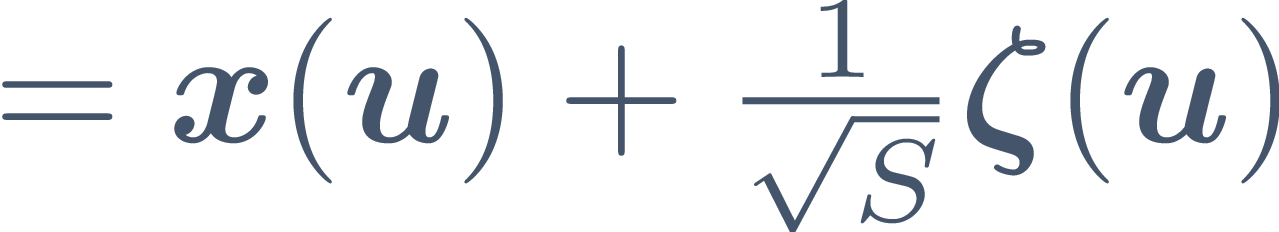 = 𝒙(𝒖) + 1/√S 𝜻(𝒖)